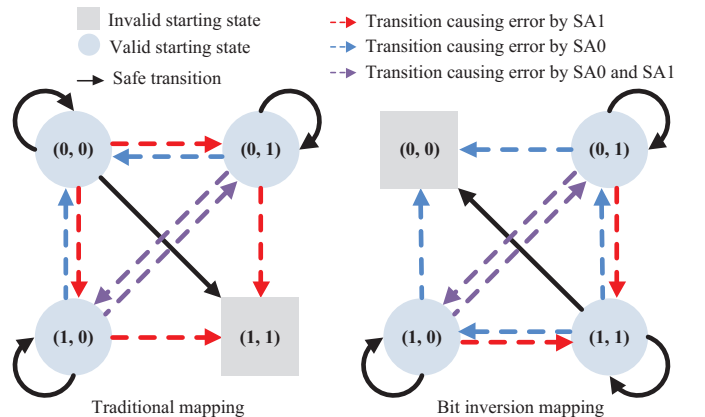 Invalid starting state
Valid starting state
Safe transition
Transition causing error by SA1
Transition causing error by SA0
Transition causing error by SA0 and SA1
(0, 0)
(0, 1)
(1, 0)
(1, 1)
Traditional mapping
(0, 0)
(0, 1)
(1, 0)
(1, 1)
Bit inversion mapping